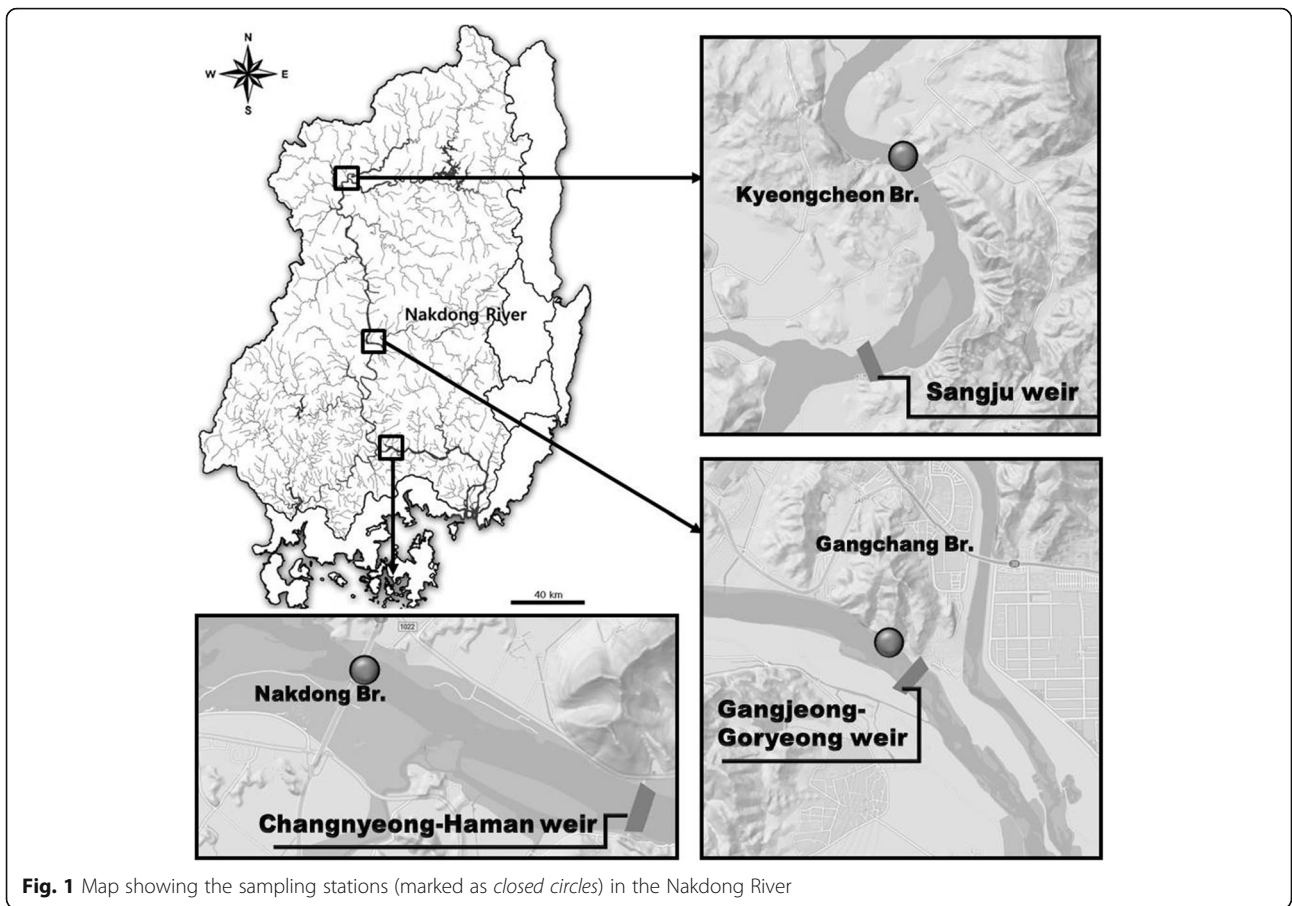 N
W E
S
Nakdong River
40 km
Kyeongcheon Br.
Sangju weir
Gangchang Br.
Gangjeong-
Goryeong weir
1022
Nakdong Br.
Changnyeong-Haman weir
Fig. 1 Map showing the sampling stations (marked as closed circles) in the Nakdong River